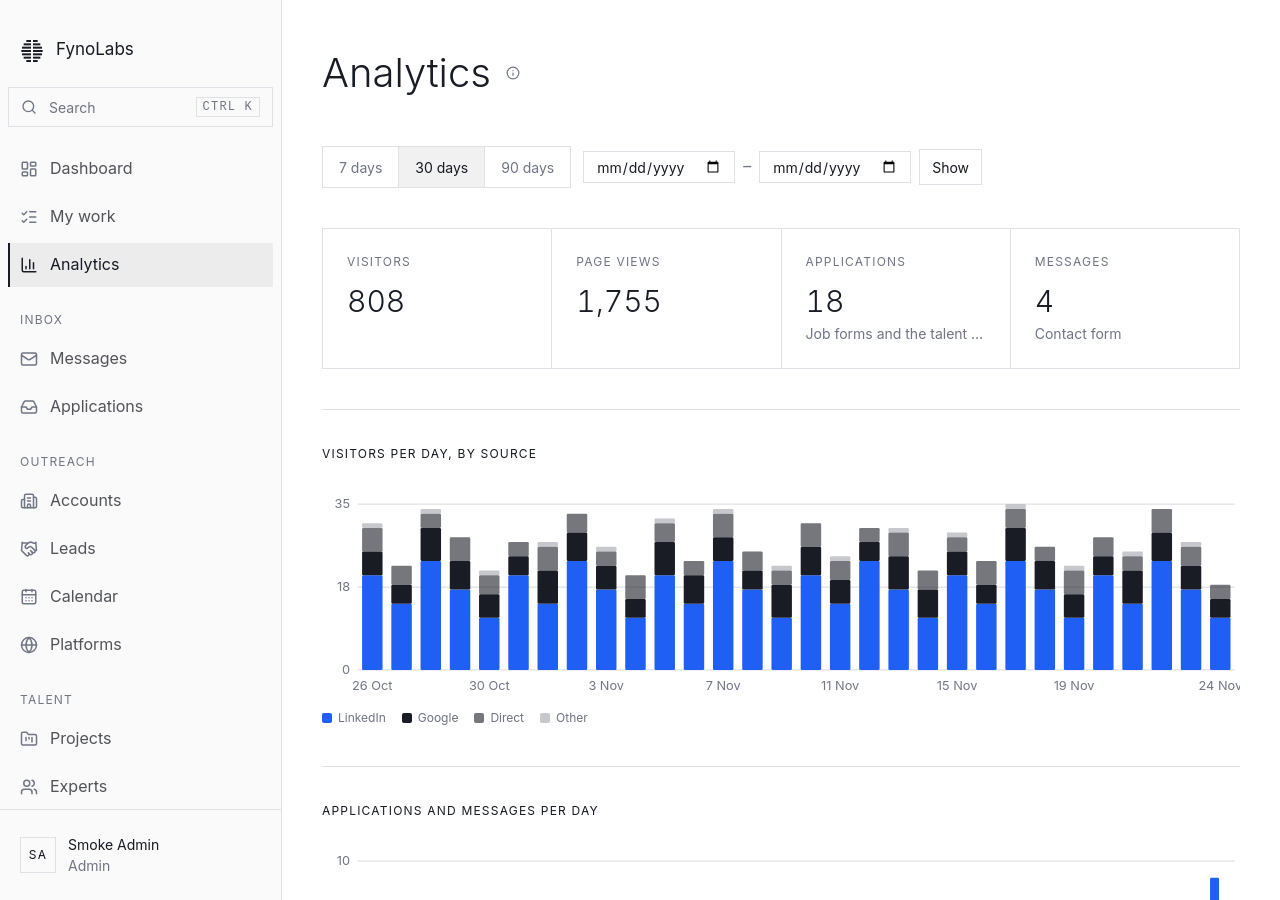 FynoLabs
Search CTRL K
Dashboard
My work
Analytics
INBOX
Messages
Applications
OUTREACH
Accounts
Leads
Calendar
Platforms
TALENT
Projects
Experts
SA Smoke Admin
Admin
Analytics
7 days 30 days 90 days mm/dd/yyyy – mm/dd/yyyy Show
VISITORS
808
PAGE VIEWS
1,755
APPLICATIONS
18
Job forms and the talent ...
MESSAGES
4
Contact form
VISITORS PER DAY, BY SOURCE
35
18
0
26 Oct 30 Oct 3 Nov 7 Nov 11 Nov 15 Nov 19 Nov 24 Nov
LinkedIn Google Direct Other
APPLICATIONS AND MESSAGES PER DAY
10